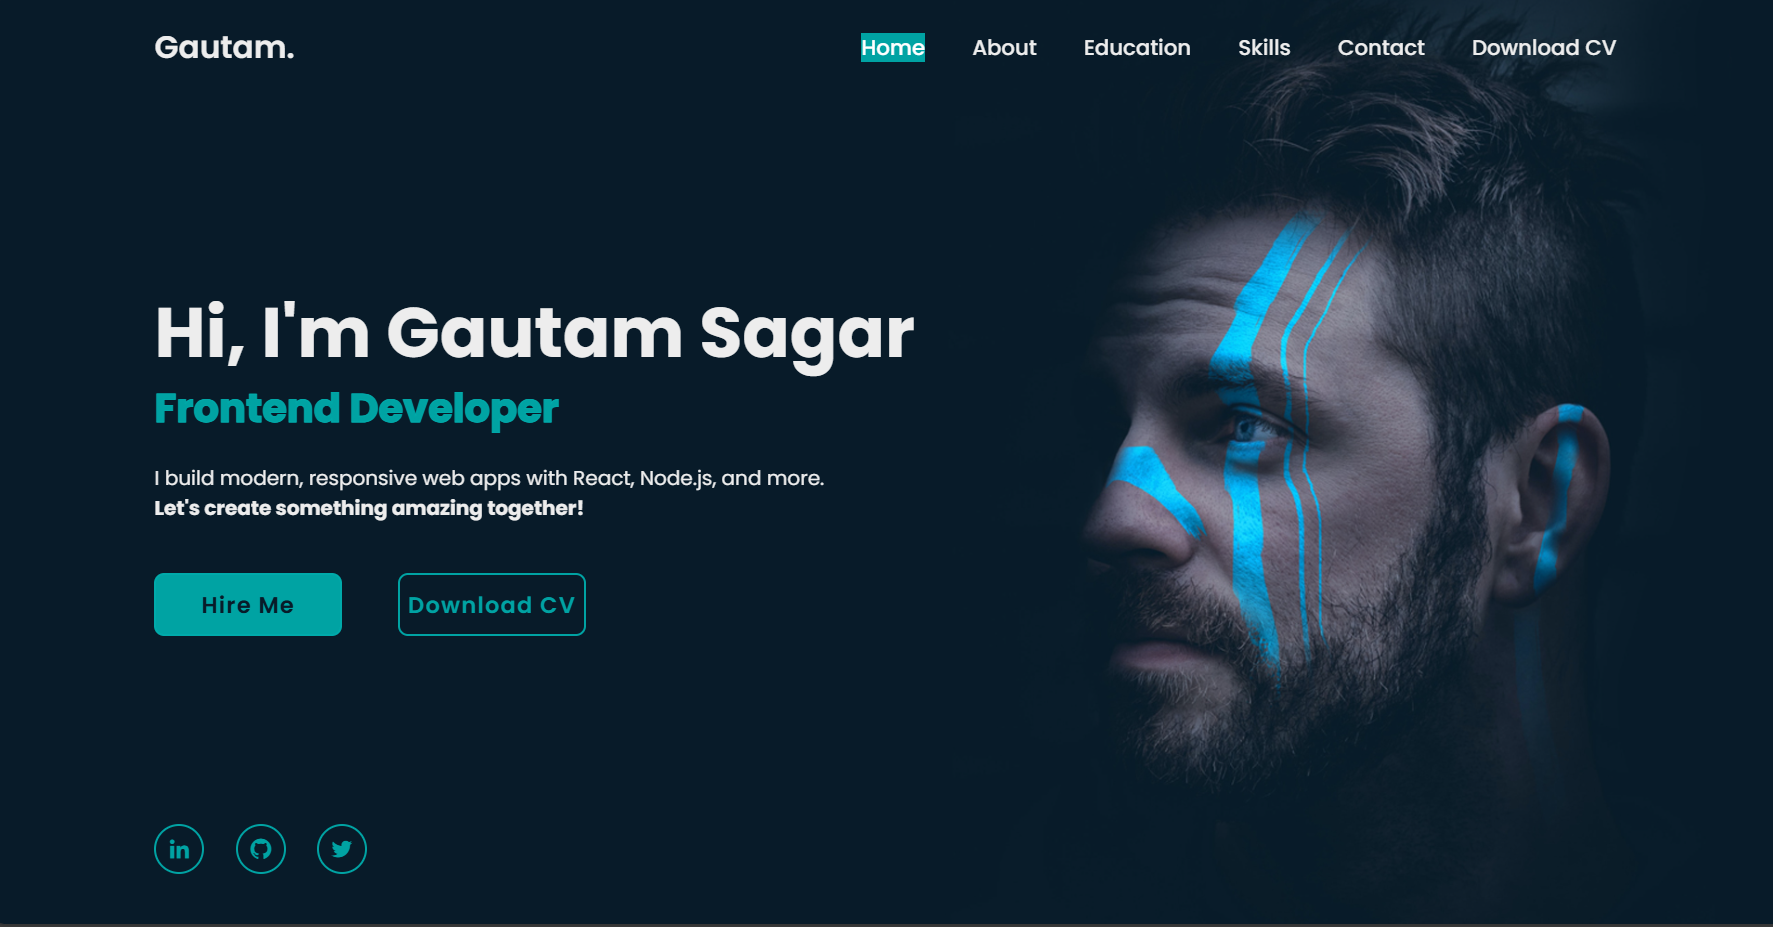 Gautam.
Home About Education Skills Contact Download CV
Hi, I'm Gautam Sagar
Frontend Developer
I build modern, responsive web apps with React, Node.js, and more.
Let's create something amazing together!
Hire Me Download CV
in